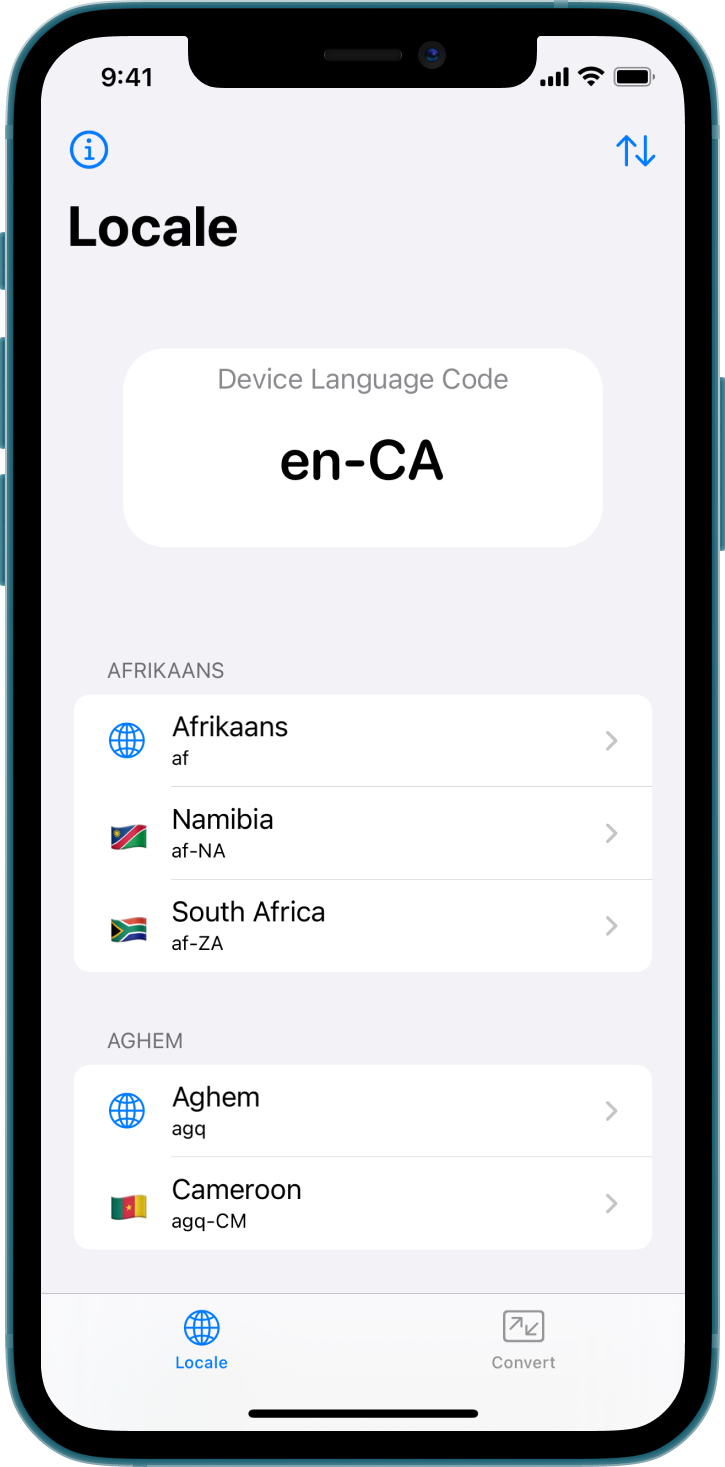 9:41
Locale
Device Language Code
en-CA
AFRIKAANS
Afrikaans
af
Namibia
af-NA
South Africa
af-ZA
AGHEM
Aghem
agq
Cameroon
agq-CM
Locale
Convert